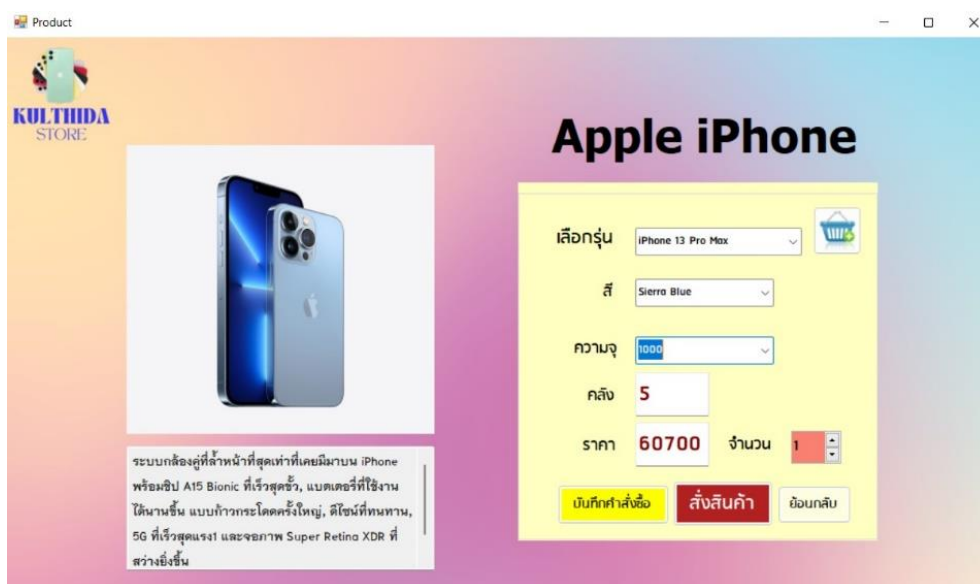 Product
KULTHIDA
STORE
Apple iPhone
เลือกรุ่น iPhone 13 Pro Max
สี Sierra Blue
ความจุ 1000
คลัง 5
ราคา 60700 จำนวน 1
บันทึกคำสั่งซื้อ สั่งสินค้า ย้อนกลับ
ระบบกล้องคู่ที่ล้ำหน้าที่สุดเท่าที่เคยมีมาบน iPhone
พร้อมชิป A15 Bionic ที่เร็วสุดขั้ว, แบตเตอรี่ที่ใช้งาน
ได้นานขึ้น แบบก้าวกระโดดครั้งใหญ่, ดีไซน์ที่ทนทาน,
5G ที่เร็วสุดแรง1 และจอภาพ Super Retina XDR ที่
สว่างยิ่งขึ้น